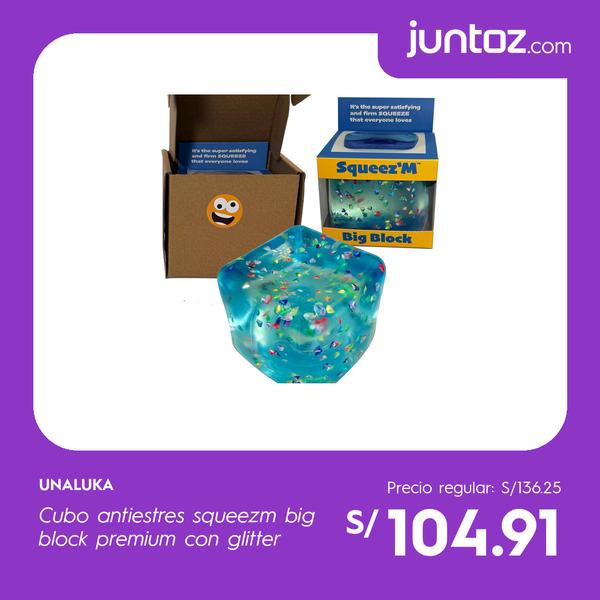 juntoz.com
It's the super satisfying
and firm SQUEEZE
that everyone loves
It's the super satisfying
and firm SQUEEZE
that everyone loves
Squeez'M™
Big Block
UNALUKA
Cubo antiestres squeezm big
block premium con glitter
Precio regular: S/136.25
S/104.91